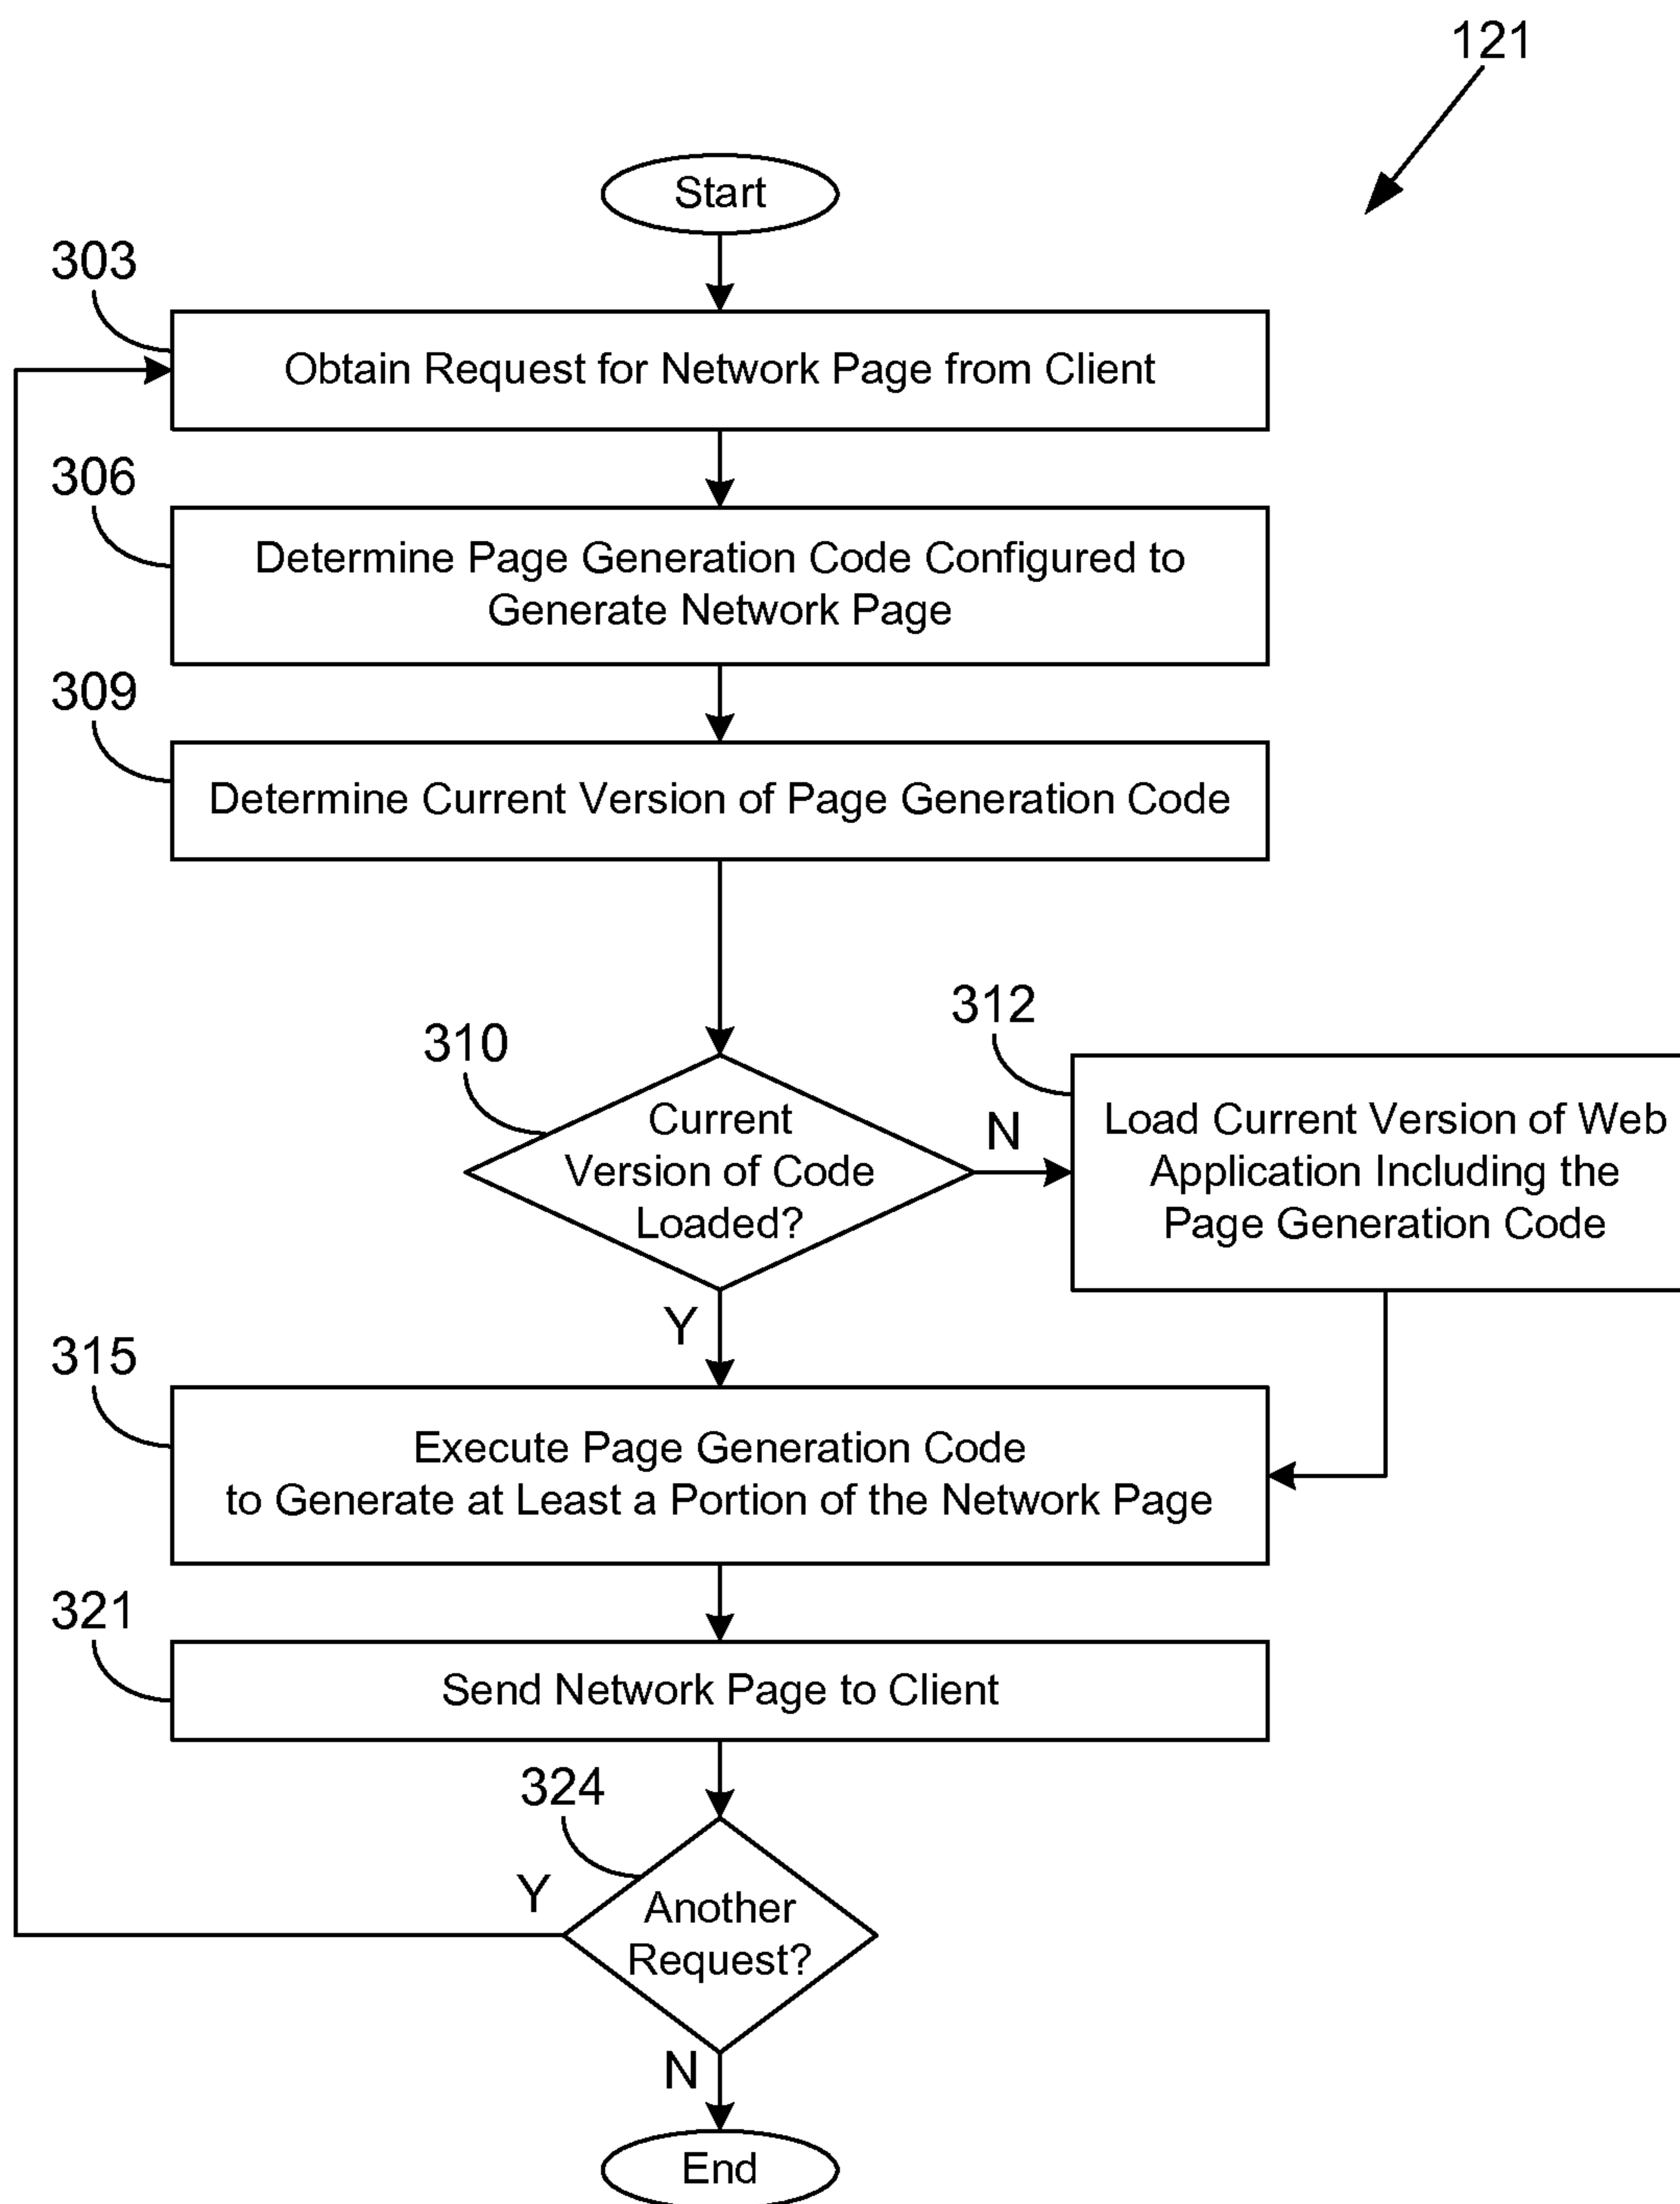 121
Start
303
Obtain Request for Network Page from Client
306
Determine Page Generation Code Configured to
Generate Network Page
309
Determine Current Version of Page Generation Code
310
Current
Version of Code
Loaded?
N
312
Load Current Version of Web
Application Including the
Page Generation Code
Y
315
Execute Page Generation Code
to Generate at Least a Portion of the Network Page
321
Send Network Page to Client
324
Another
Request?
Y
N
End